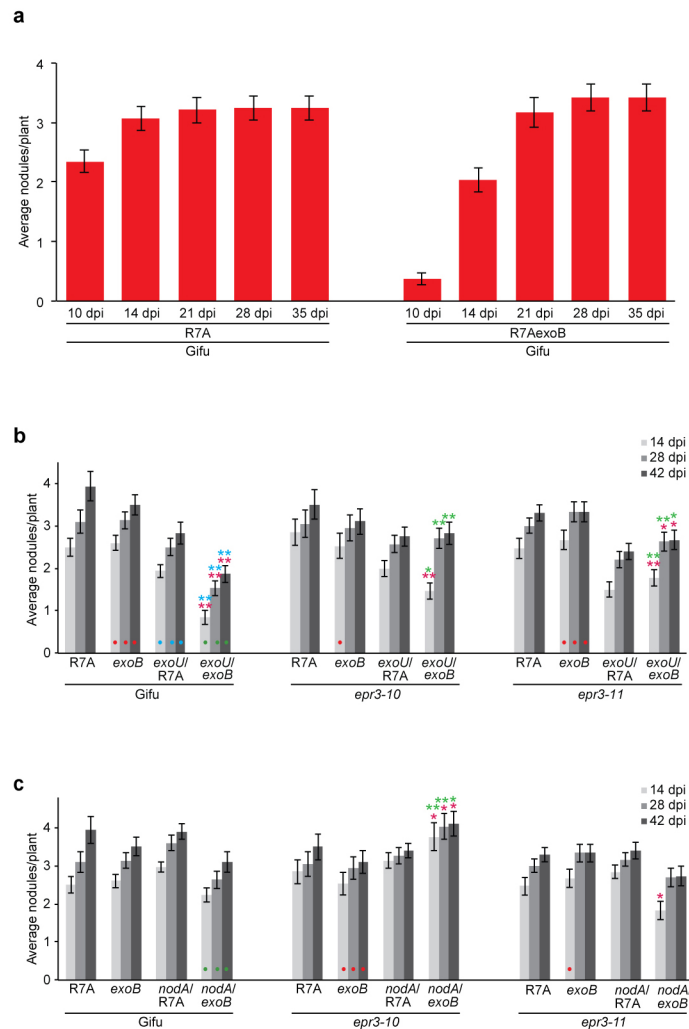 a
Average nodules/plant
4
3
2
1
0
10 dpi 14 dpi 21 dpi 28 dpi 35 dpi 10 dpi 14 dpi 21 dpi 28 dpi 35 dpi
R7A R7AexoB
Gifu Gifu
b
14 dpi
28 dpi
42 dpi
Average nodules/plant
4
3
2
1
0
** ** ** ** ** ** * ** ** ** ** ** ** * * *
R7A exoB exoU/ exoU/ R7A exoB exoU/ exoU/ R7A exoB exoU/ exoU/
R7A exoB R7A exoB R7A exoB
Gifu epr3-10 epr3-11
c
14 dpi
28 dpi
42 dpi
Average nodules/plant
4
3
2
1
0
** ** * * * * *
R7A exoB nodA/ nodA/ R7A exoB nodA/ nodA/ R7A exoB nodA/ nodA/
R7A exoB R7A exoB R7A exoB
Gifu epr3-10 epr3-11